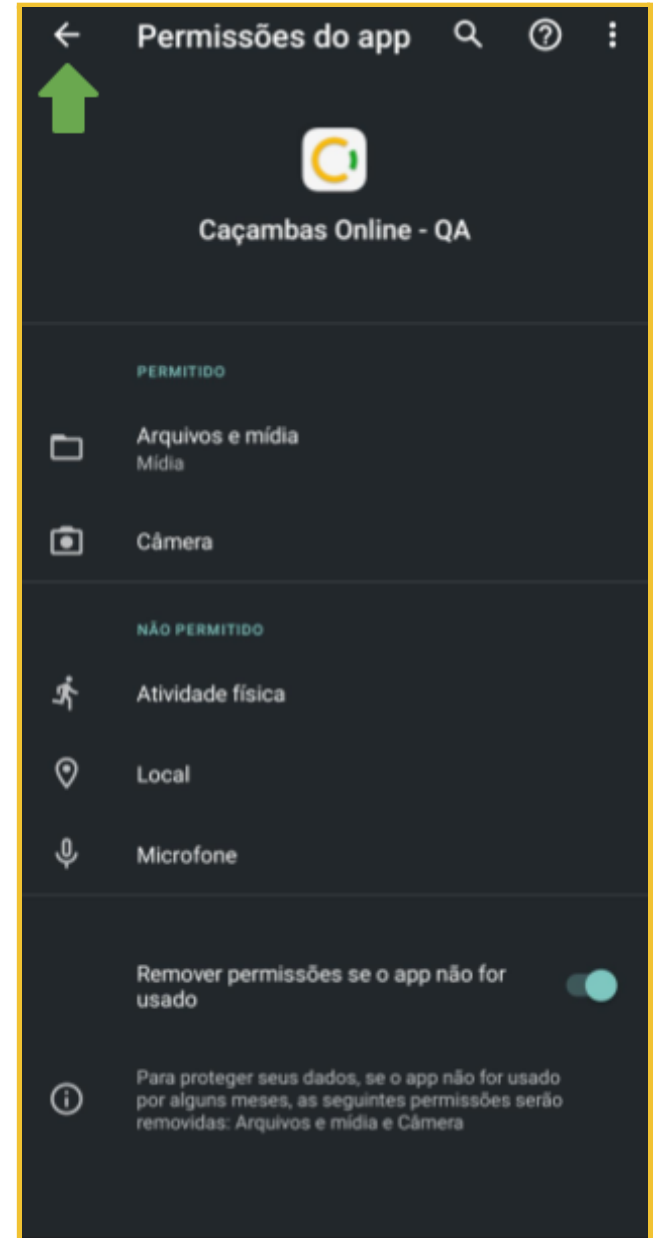 Permissões do app
Caçambas Online - QA
PERMITIDO
Arquivos e mídia
Mídia
Câmera
NÃO PERMITIDO
Atividade física
Local
Microfone
Remover permissões se o app não for
usado
Para proteger seus dados, se o app não for usado
por alguns meses, as seguintes permissões serão
removidas: Arquivos e mídia e Câmera